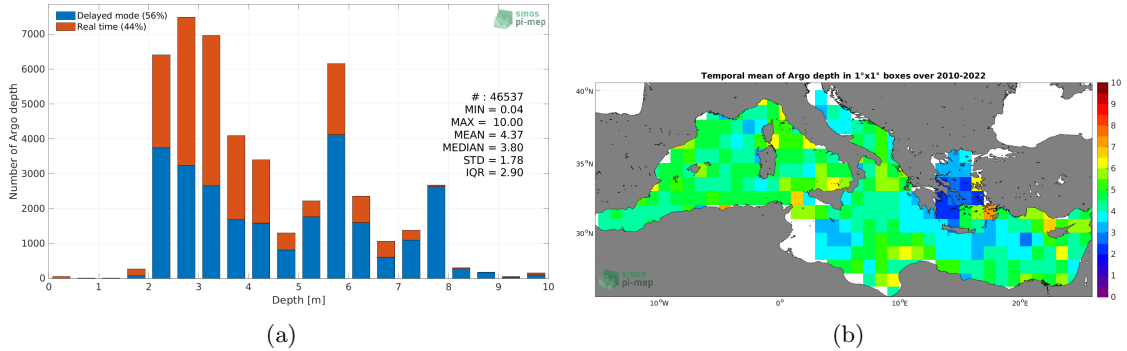 Delayed mode (56%)
Real time (44%)
smos
pi-mep
7000
6000
5000
4000
3000
2000
1000
0
Number of Argo depth
# : 46537
MIN = 0.04
MAX = 10.00
MEAN = 4.37
MEDIAN = 3.80
STD = 1.78
IQR = 2.90
0 1 2 3 4 5 6 7 8 9 10
Depth [m]
(a)
Temporal mean of Argo depth in 1°x1° boxes over 2010-2022
40°N
35°N
30°N
10°W 0° 10°E 20°E
smos
pi-mep
10
9
8
7
6
5
4
3
2
1
0
(b)